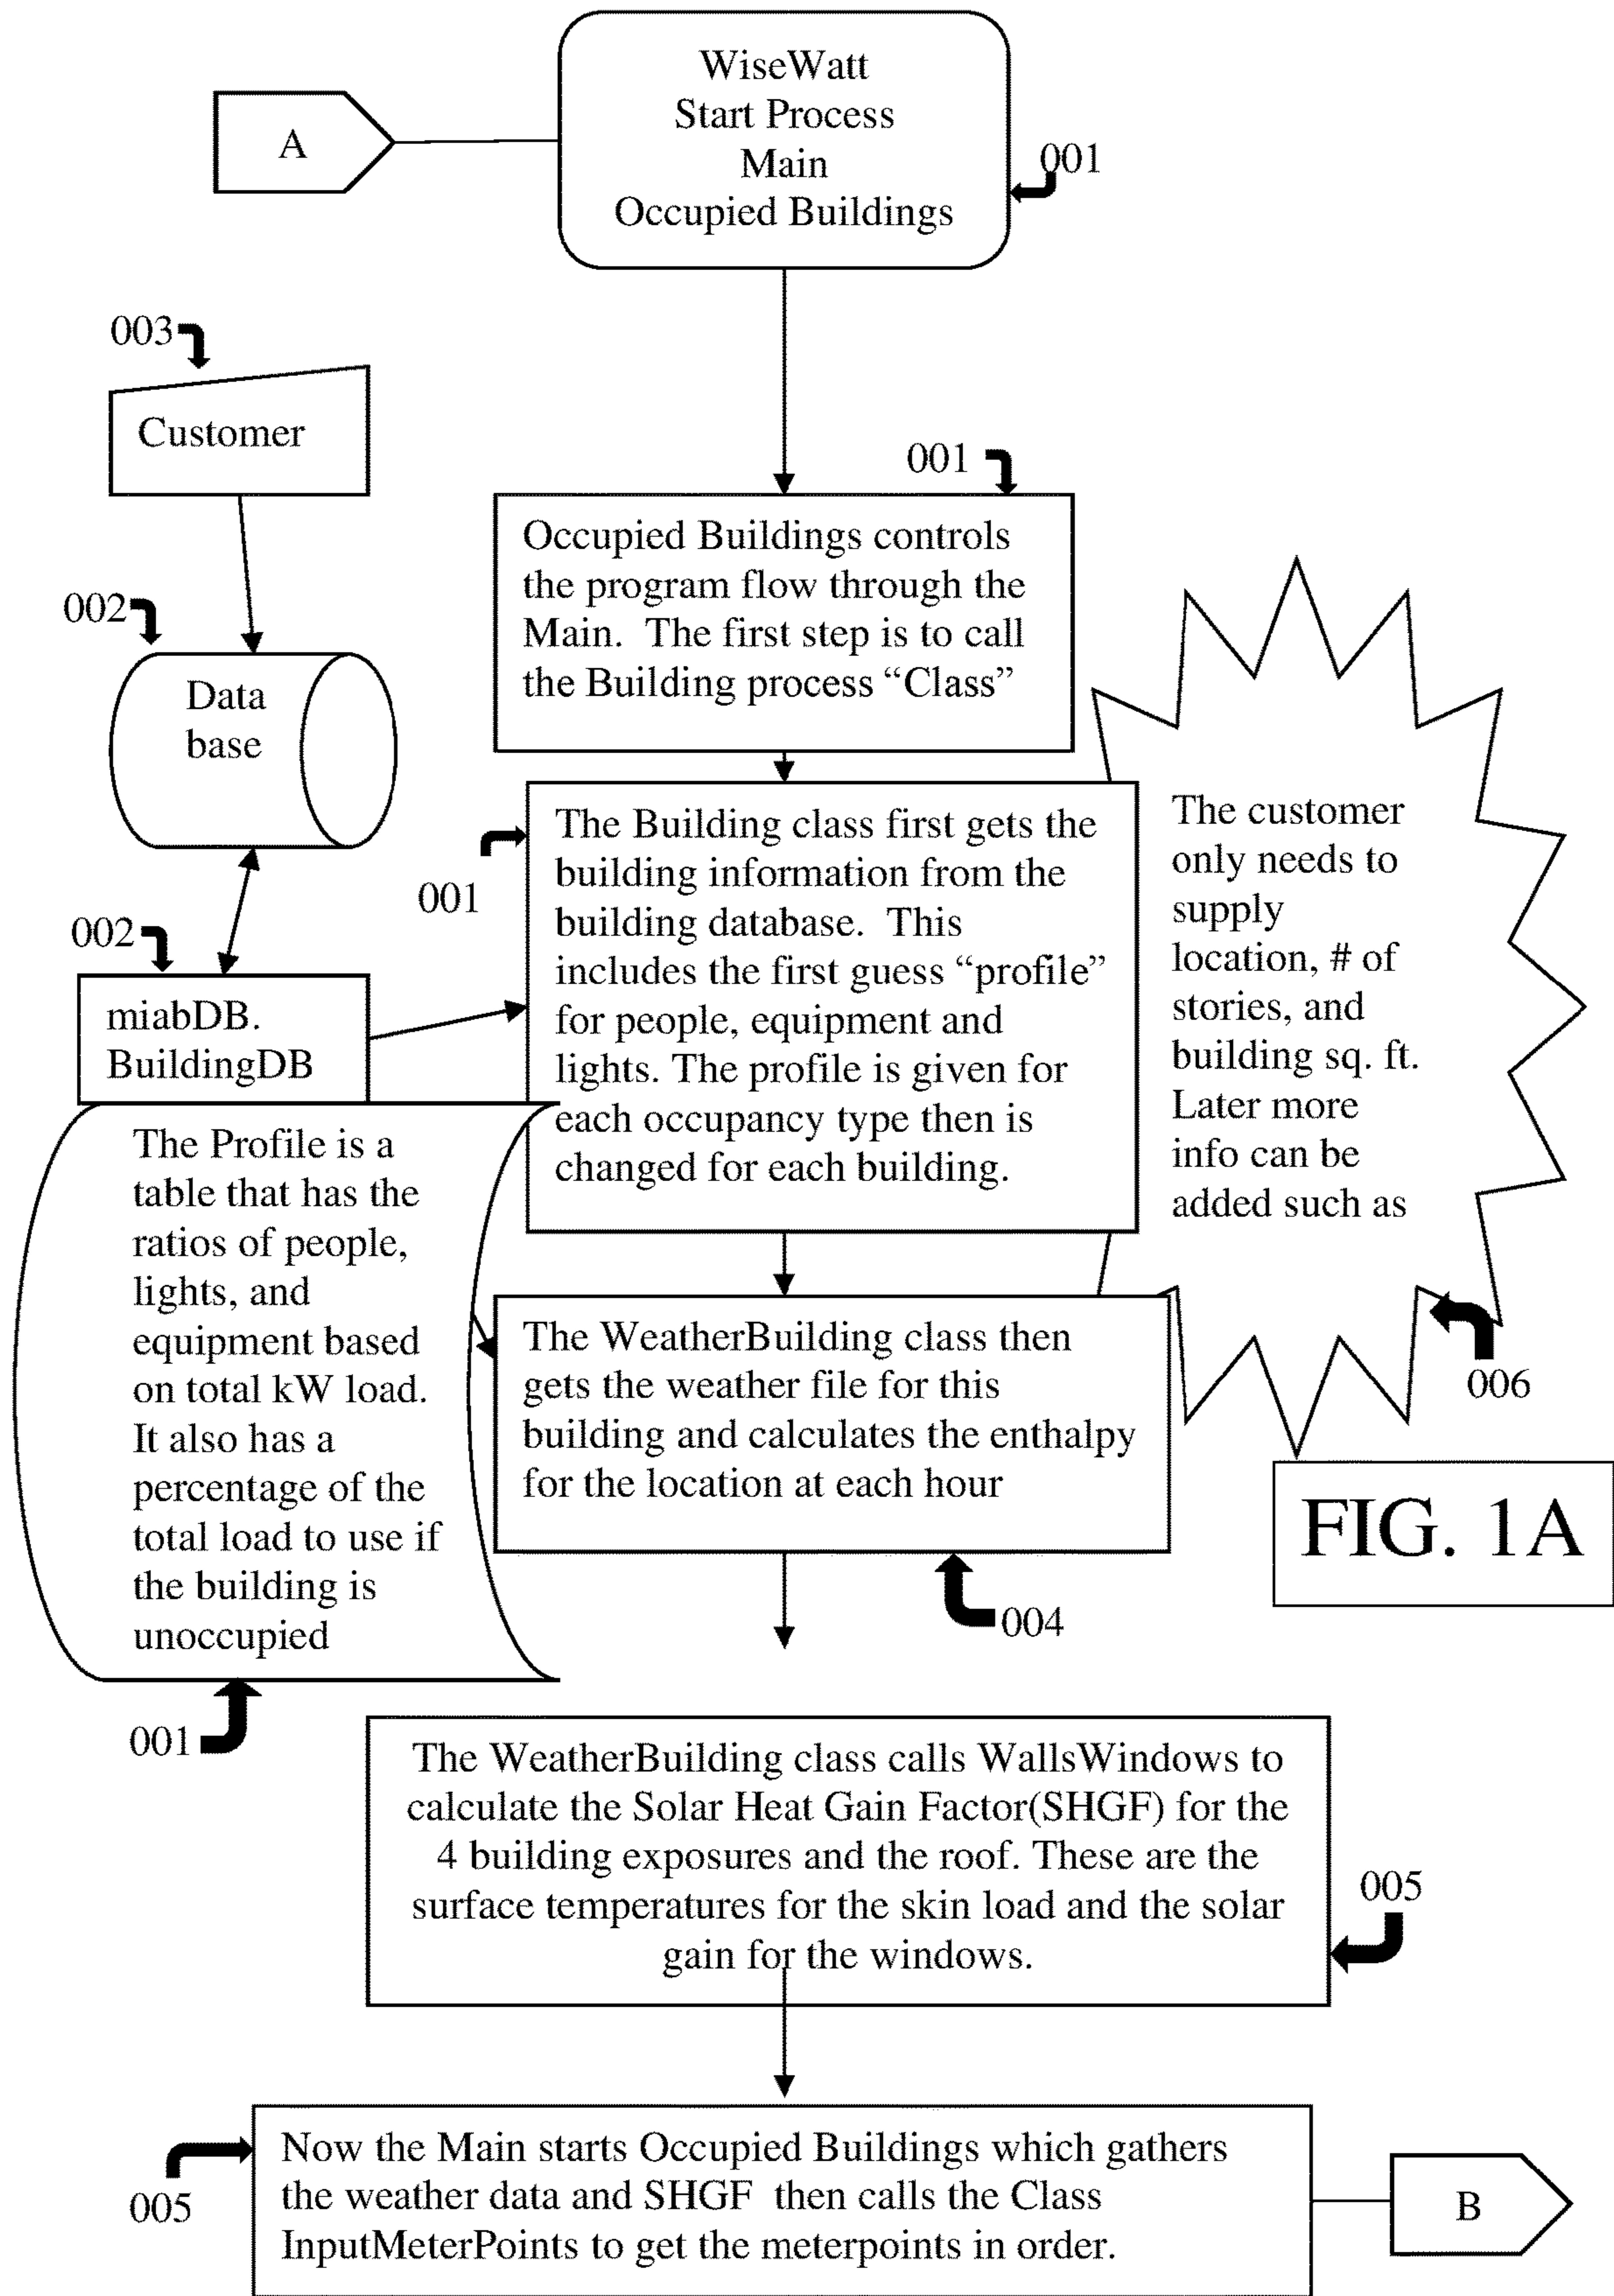 WiseWatt
Start Process
Main
Occupied Buildings
A
001
003
Customer
001
Occupied Buildings controls
the program flow through the
Main.  The first step is to call
the Building process “Class”
002
Data
base
001
The Building class first gets the
building information from the
building database.  This
includes the first guess “profile”
for people, equipment and
lights. The profile is given for
each occupancy type then is
changed for each building.
The customer
only needs to
supply
location, # of
stories, and
building sq. ft.
Later more
info can be
added such as
006
002
miabDB.
BuildingDB
The Profile is a
table that has the
ratios of people,
lights, and
equipment based
on total kW load.
It also has a
percentage of the
total load to use if
the building is
unoccupied
001
The WeatherBuilding class then
gets the weather file for this
building and calculates the enthalpy
for the location at each hour
004
FIG. 1A
The WeatherBuilding class calls WallsWindows to
calculate the Solar Heat Gain Factor(SHGF) for the
4 building exposures and the roof. These are the
surface temperatures for the skin load and the solar
gain for the windows.
005
005
Now the Main starts Occupied Buildings which gathers
the weather data and SHGF  then calls the Class
InputMeterPoints to get the meterpoints in order.
B